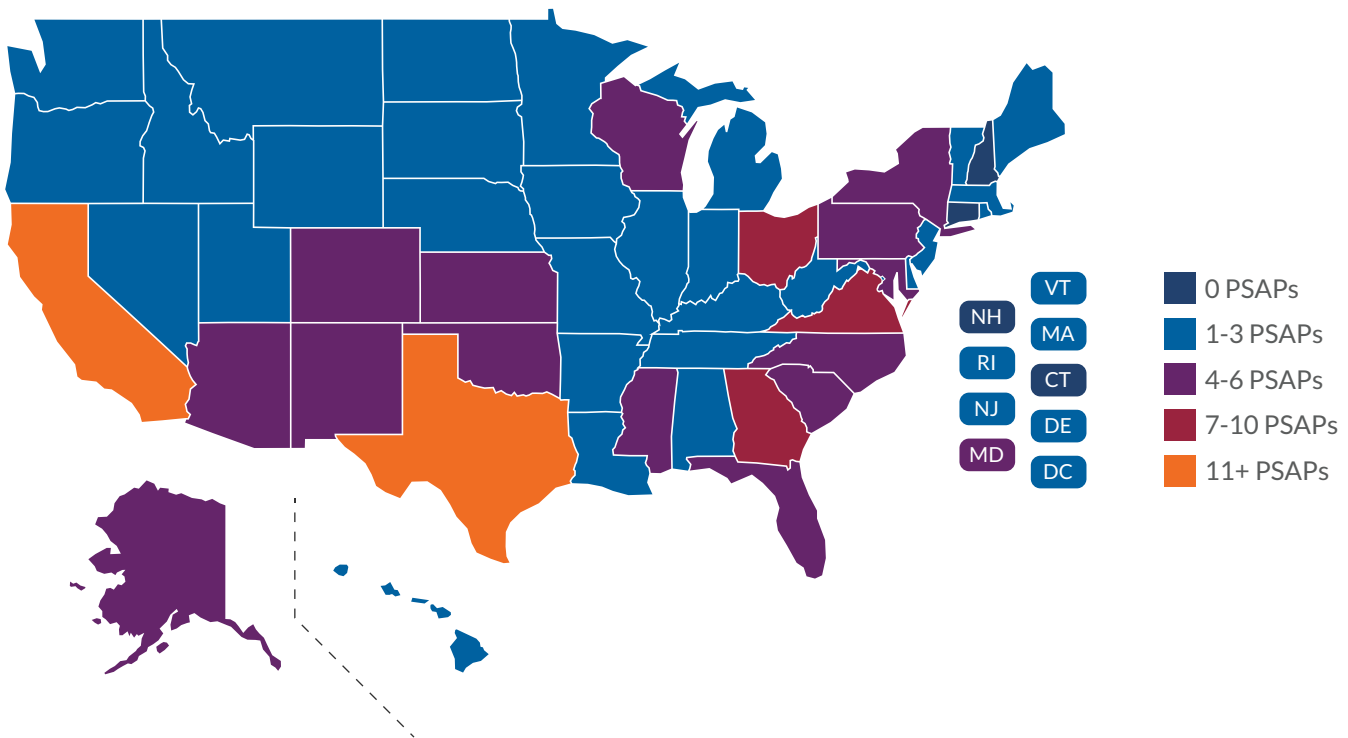 VT
NH
MA
RI
CT
NJ
DE
MD
DC
0 PSAPs
1-3 PSAPs
4-6 PSAPs
7-10 PSAPs
11+ PSAPs